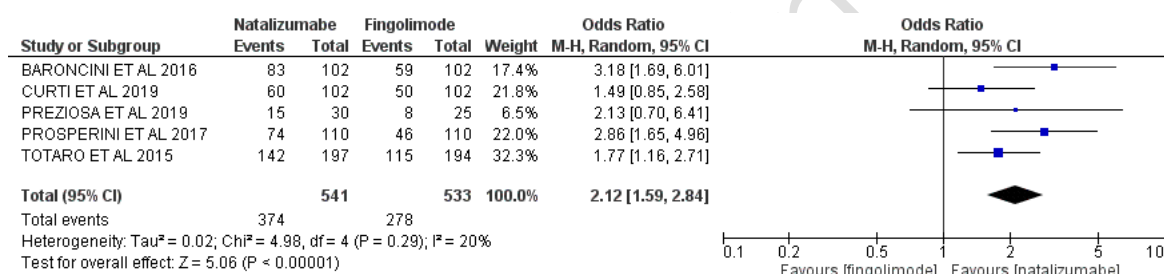 Natalizumabe Fingolimode Odds Ratio Odds Ratio
Study or Subgroup Events Total Events Total Weight M-H, Random, 95% CI M-H, Random, 95% CI
BARONCINI ET AL 2016 83 102 59 102 17.4% 3.18 [1.69, 6.01]
CURTI ET AL 2019 60 102 50 102 21.8% 1.49 [0.85, 2.58]
PREZIOSA ET AL 2019 15 30 8 25 6.5% 2.13 [0.70, 6.41]
PROSPERINI ET AL 2017 74 110 46 110 22.0% 2.86 [1.65, 4.96]
TOTARO ET AL 2015 142 197 115 194 32.3% 1.77 [1.16, 2.71]
Total (95% CI) 541 533 100.0% 2.12 [1.59, 2.84]
Total events 374 278
Heterogeneity: Tau² = 0.02; Chi² = 4.98, df = 4 (P = 0.29); I² = 20%
Test for overall effect: Z = 5.06 (P < 0.00001)
0.1 0.2 0.5 1 2 5 10
Favours [fingolimode] Favours [natalizumabe]